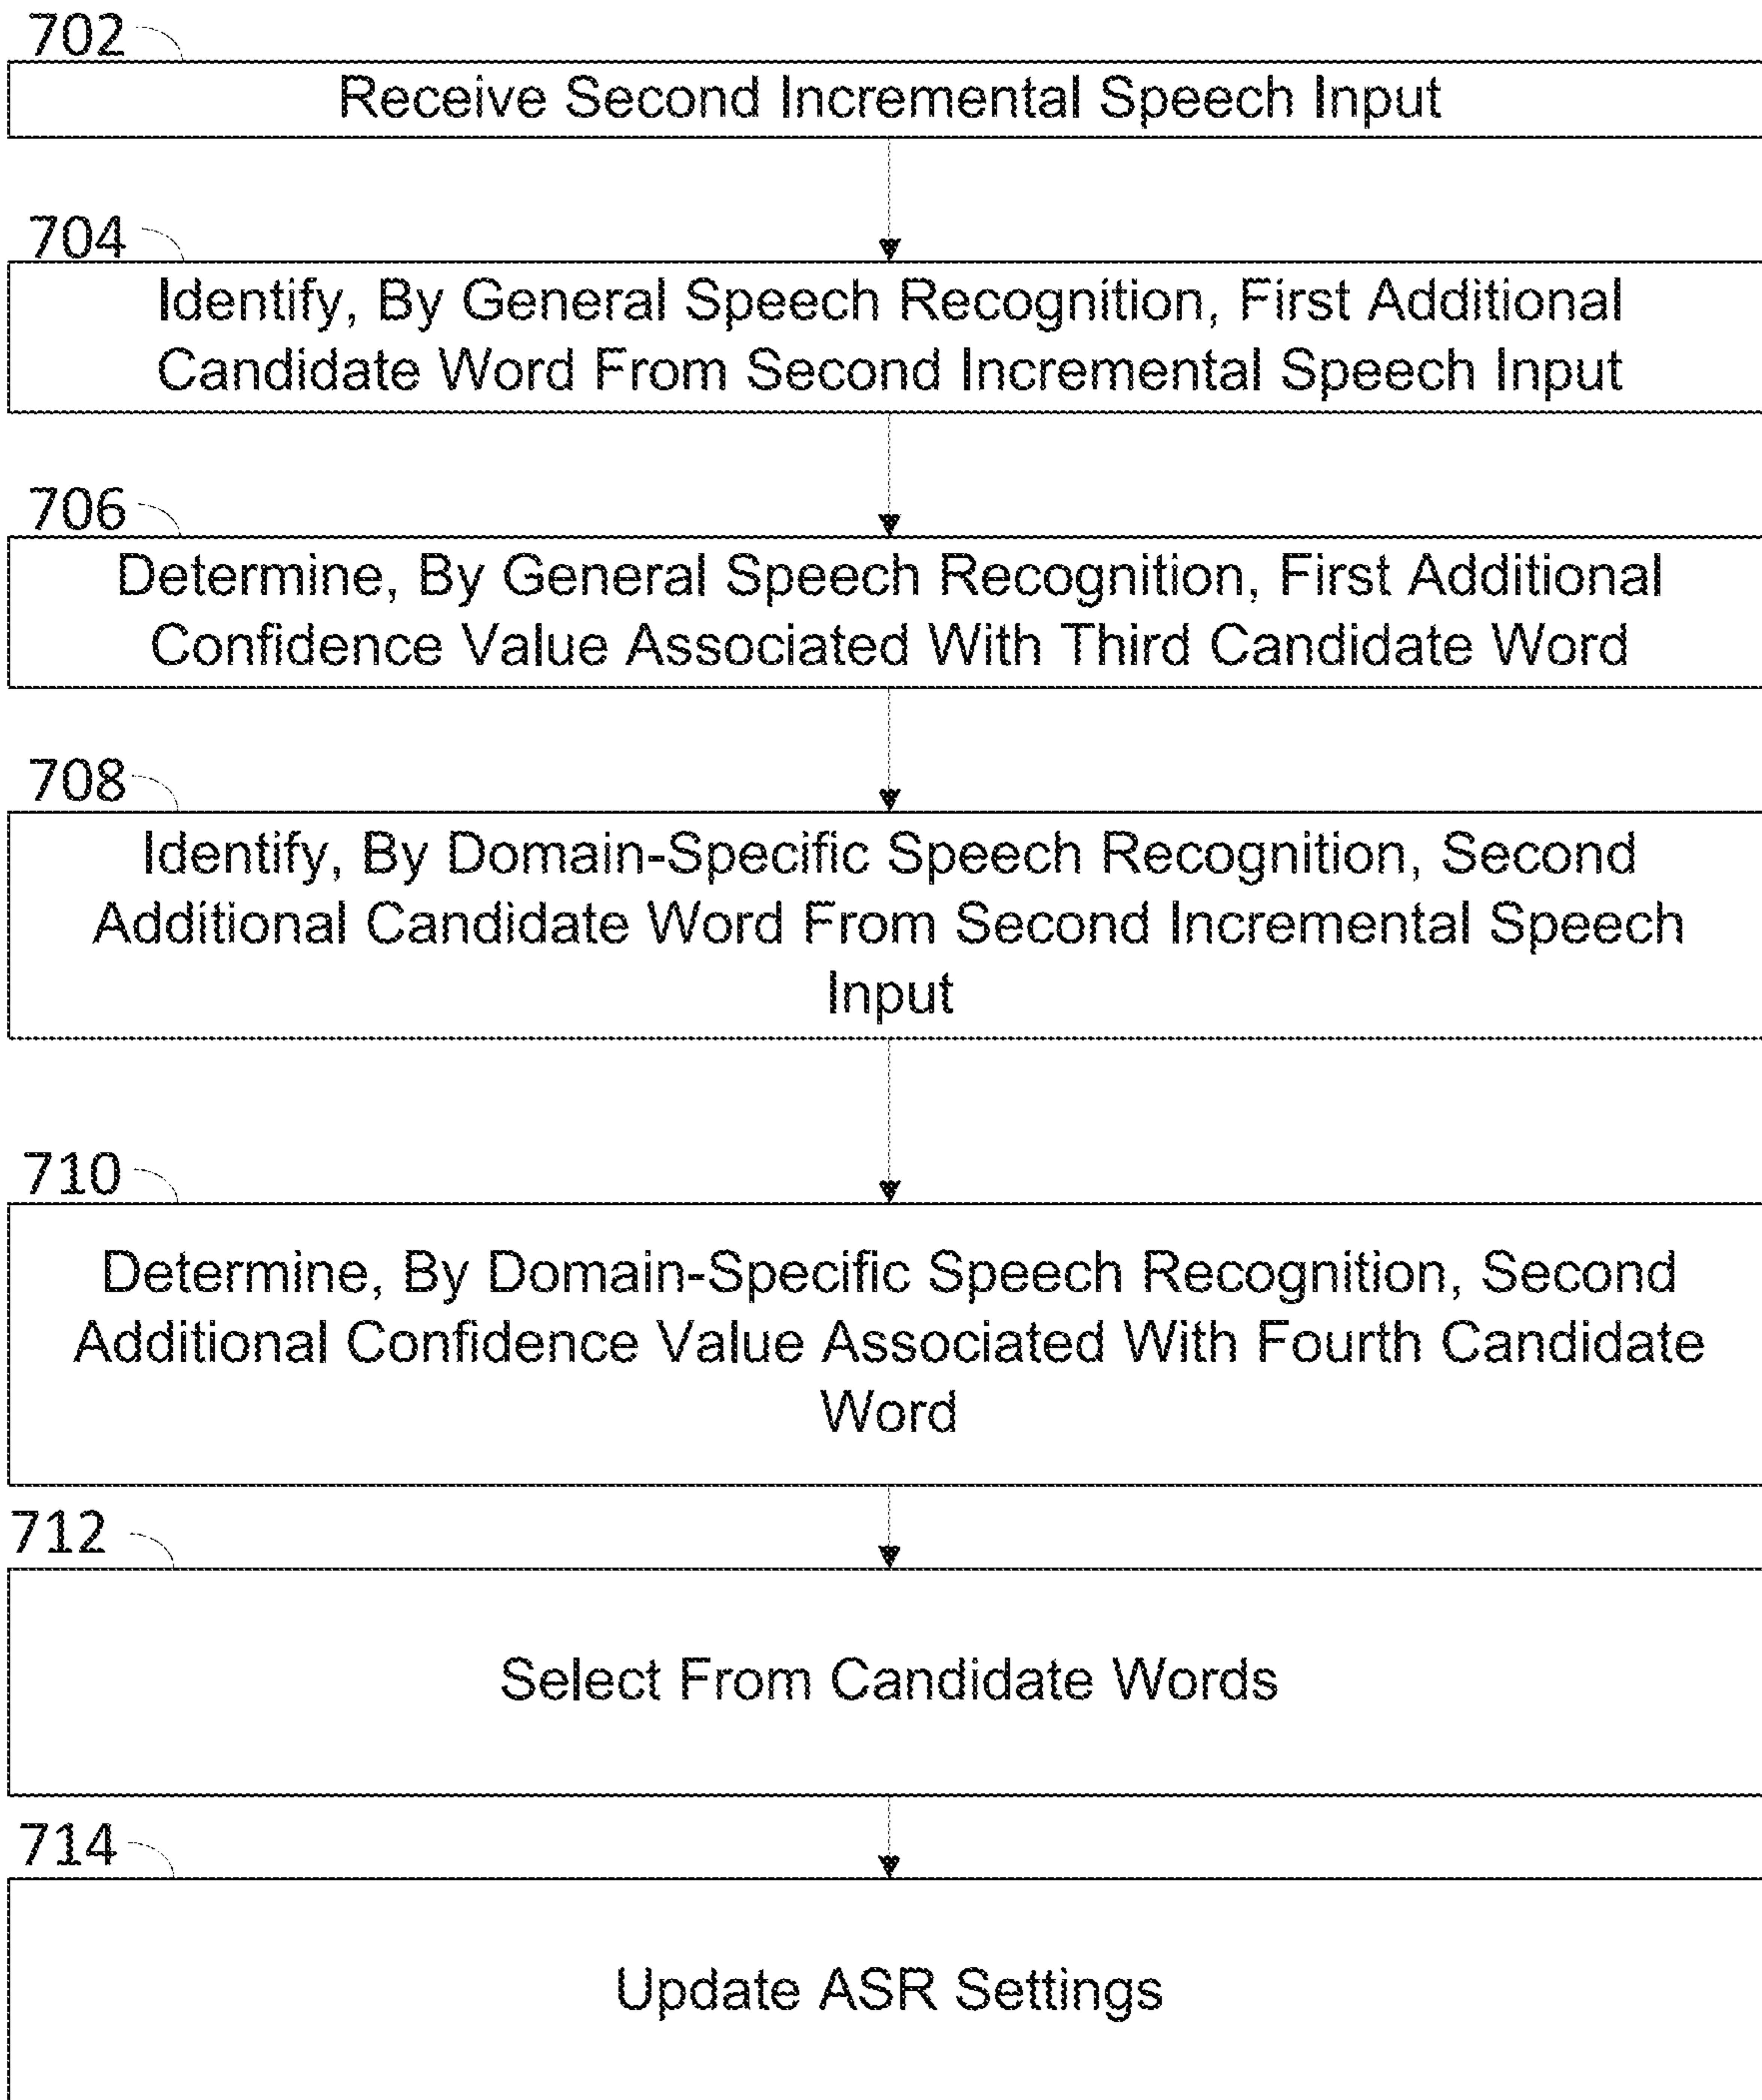 702
Receive Second Incremental Speech Input
704
Identify, By General Speech Recognition, First Additional
Candidate Word From Second Incremental Speech Input
706
Determine, By General Speech Recognition, First Additional
Confidence Value Associated With Third Candidate Word
708
Identify, By Domain-Specific Speech Recognition, Second
Additional Candidate Word From Second Incremental Speech
Input
710
Determine, By Domain-Specific Speech Recognition, Second
Additional Confidence Value Associated With Fourth Candidate
Word
712
Select From Candidate Words
714
Update ASR Settings